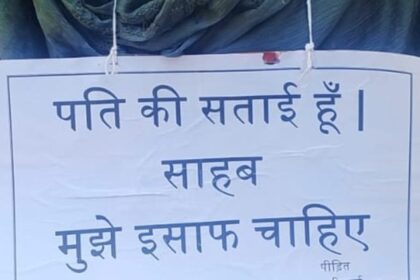 पति की सताई हूँ |
साहब
मुझे इसाफ चाहिए
पीड़ित